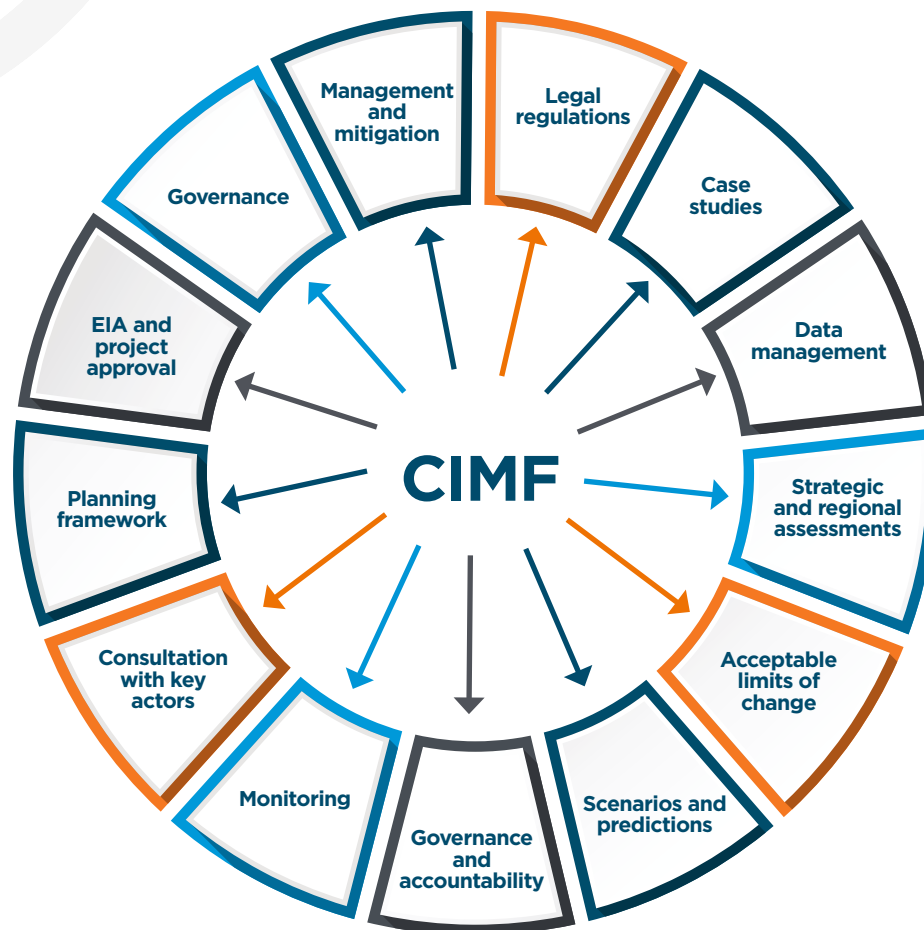 Management
and
mitigation
Legal
regulations
Case
studies
Data
management
Strategic
and regional
assessments
Acceptable
limits of
change
Scenarios and
predictions
Governance
and
accountability
Monitoring
Consultation
with key
actors
Planning
framework
EIA and
project
approval
Governance
CIMF